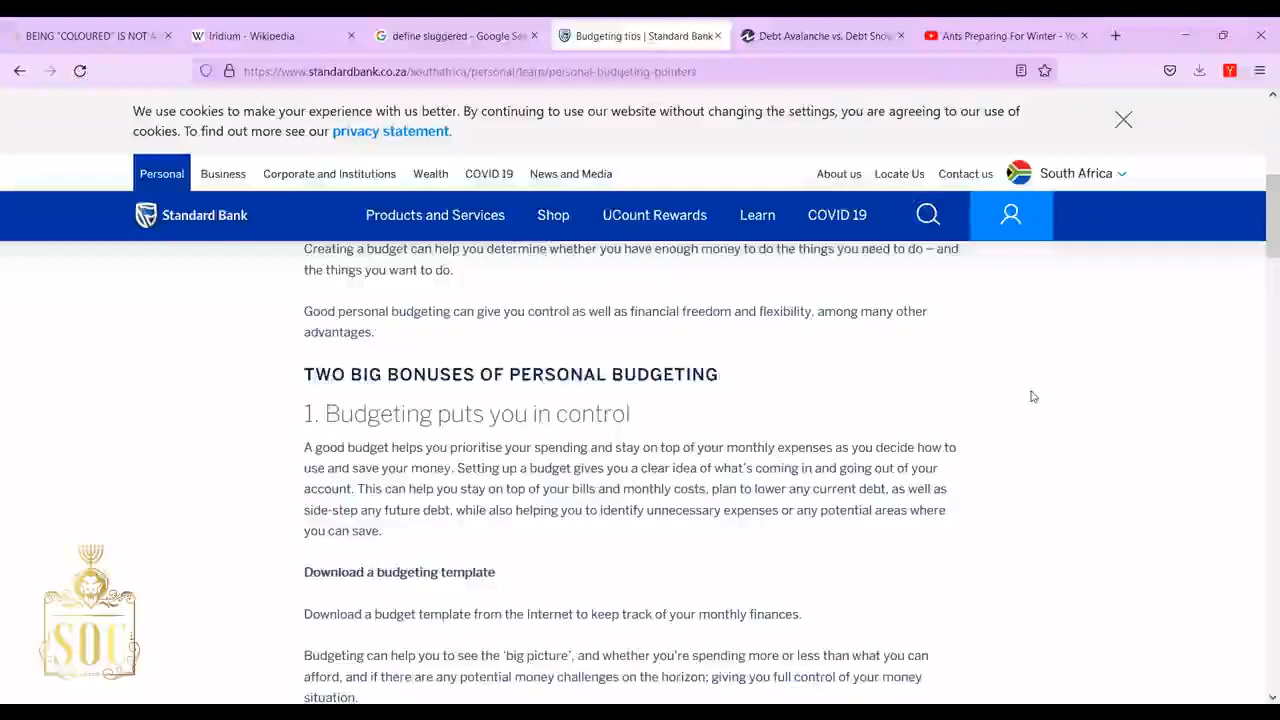 BEING "COLOURED" IS NOT A
Iridium - Wikipedia
define sluggered - Google Sea
Budgeting tips | Standard Bank
Debt Avalanche vs. Debt Snow
Ants Preparing For Winter - Yo
https://www.standardbank.co.za/southafrica/personal/learn/personal-budgeting-pointers
We use cookies to make your experience with us better. By continuing to use our website without changing the settings, you are agreeing to our use of
cookies. To find out more see our privacy statement.
Personal Business Corporate and Institutions Wealth COVID 19 News and Media About us Locate Us Contact us South Africa
Standard Bank Products and Services Shop UCount Rewards Learn COVID 19
Creating a budget can help you determine whether you have enough money to do the things you need to do – and
the things you want to do.
Good personal budgeting can give you control as well as financial freedom and flexibility, among many other
advantages.
TWO BIG BONUSES OF PERSONAL BUDGETING
1. Budgeting puts you in control
A good budget helps you prioritise your spending and stay on top of your monthly expenses as you decide how to
use and save your money. Setting up a budget gives you a clear idea of what's coming in and going out of your
account. This can help you stay on top of your bills and monthly costs, plan to lower any current debt, as well as
side-step any future debt, while also helping you to identify unnecessary expenses or any potential areas where
you can save.
Download a budgeting template
Download a budget template from the Internet to keep track of your monthly finances.
Budgeting can help you to see the 'big picture', and whether you're spending more or less than what you can
afford, and if there are any potential money challenges on the horizon; giving you full control of your money
situation.
SOC